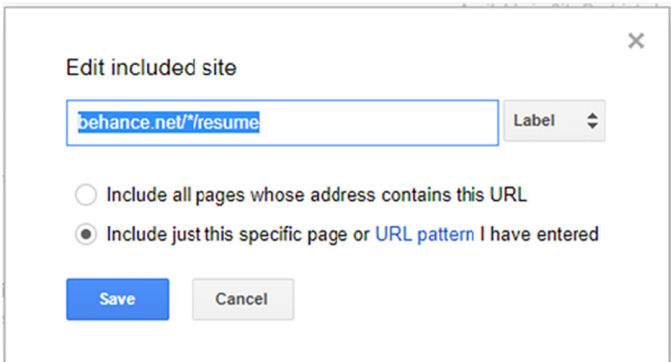 Edit included site
behance.net/*/resume
Label
Include all pages whose address contains this URL
Include just this specific page or URL pattern I have entered
Save Cancel